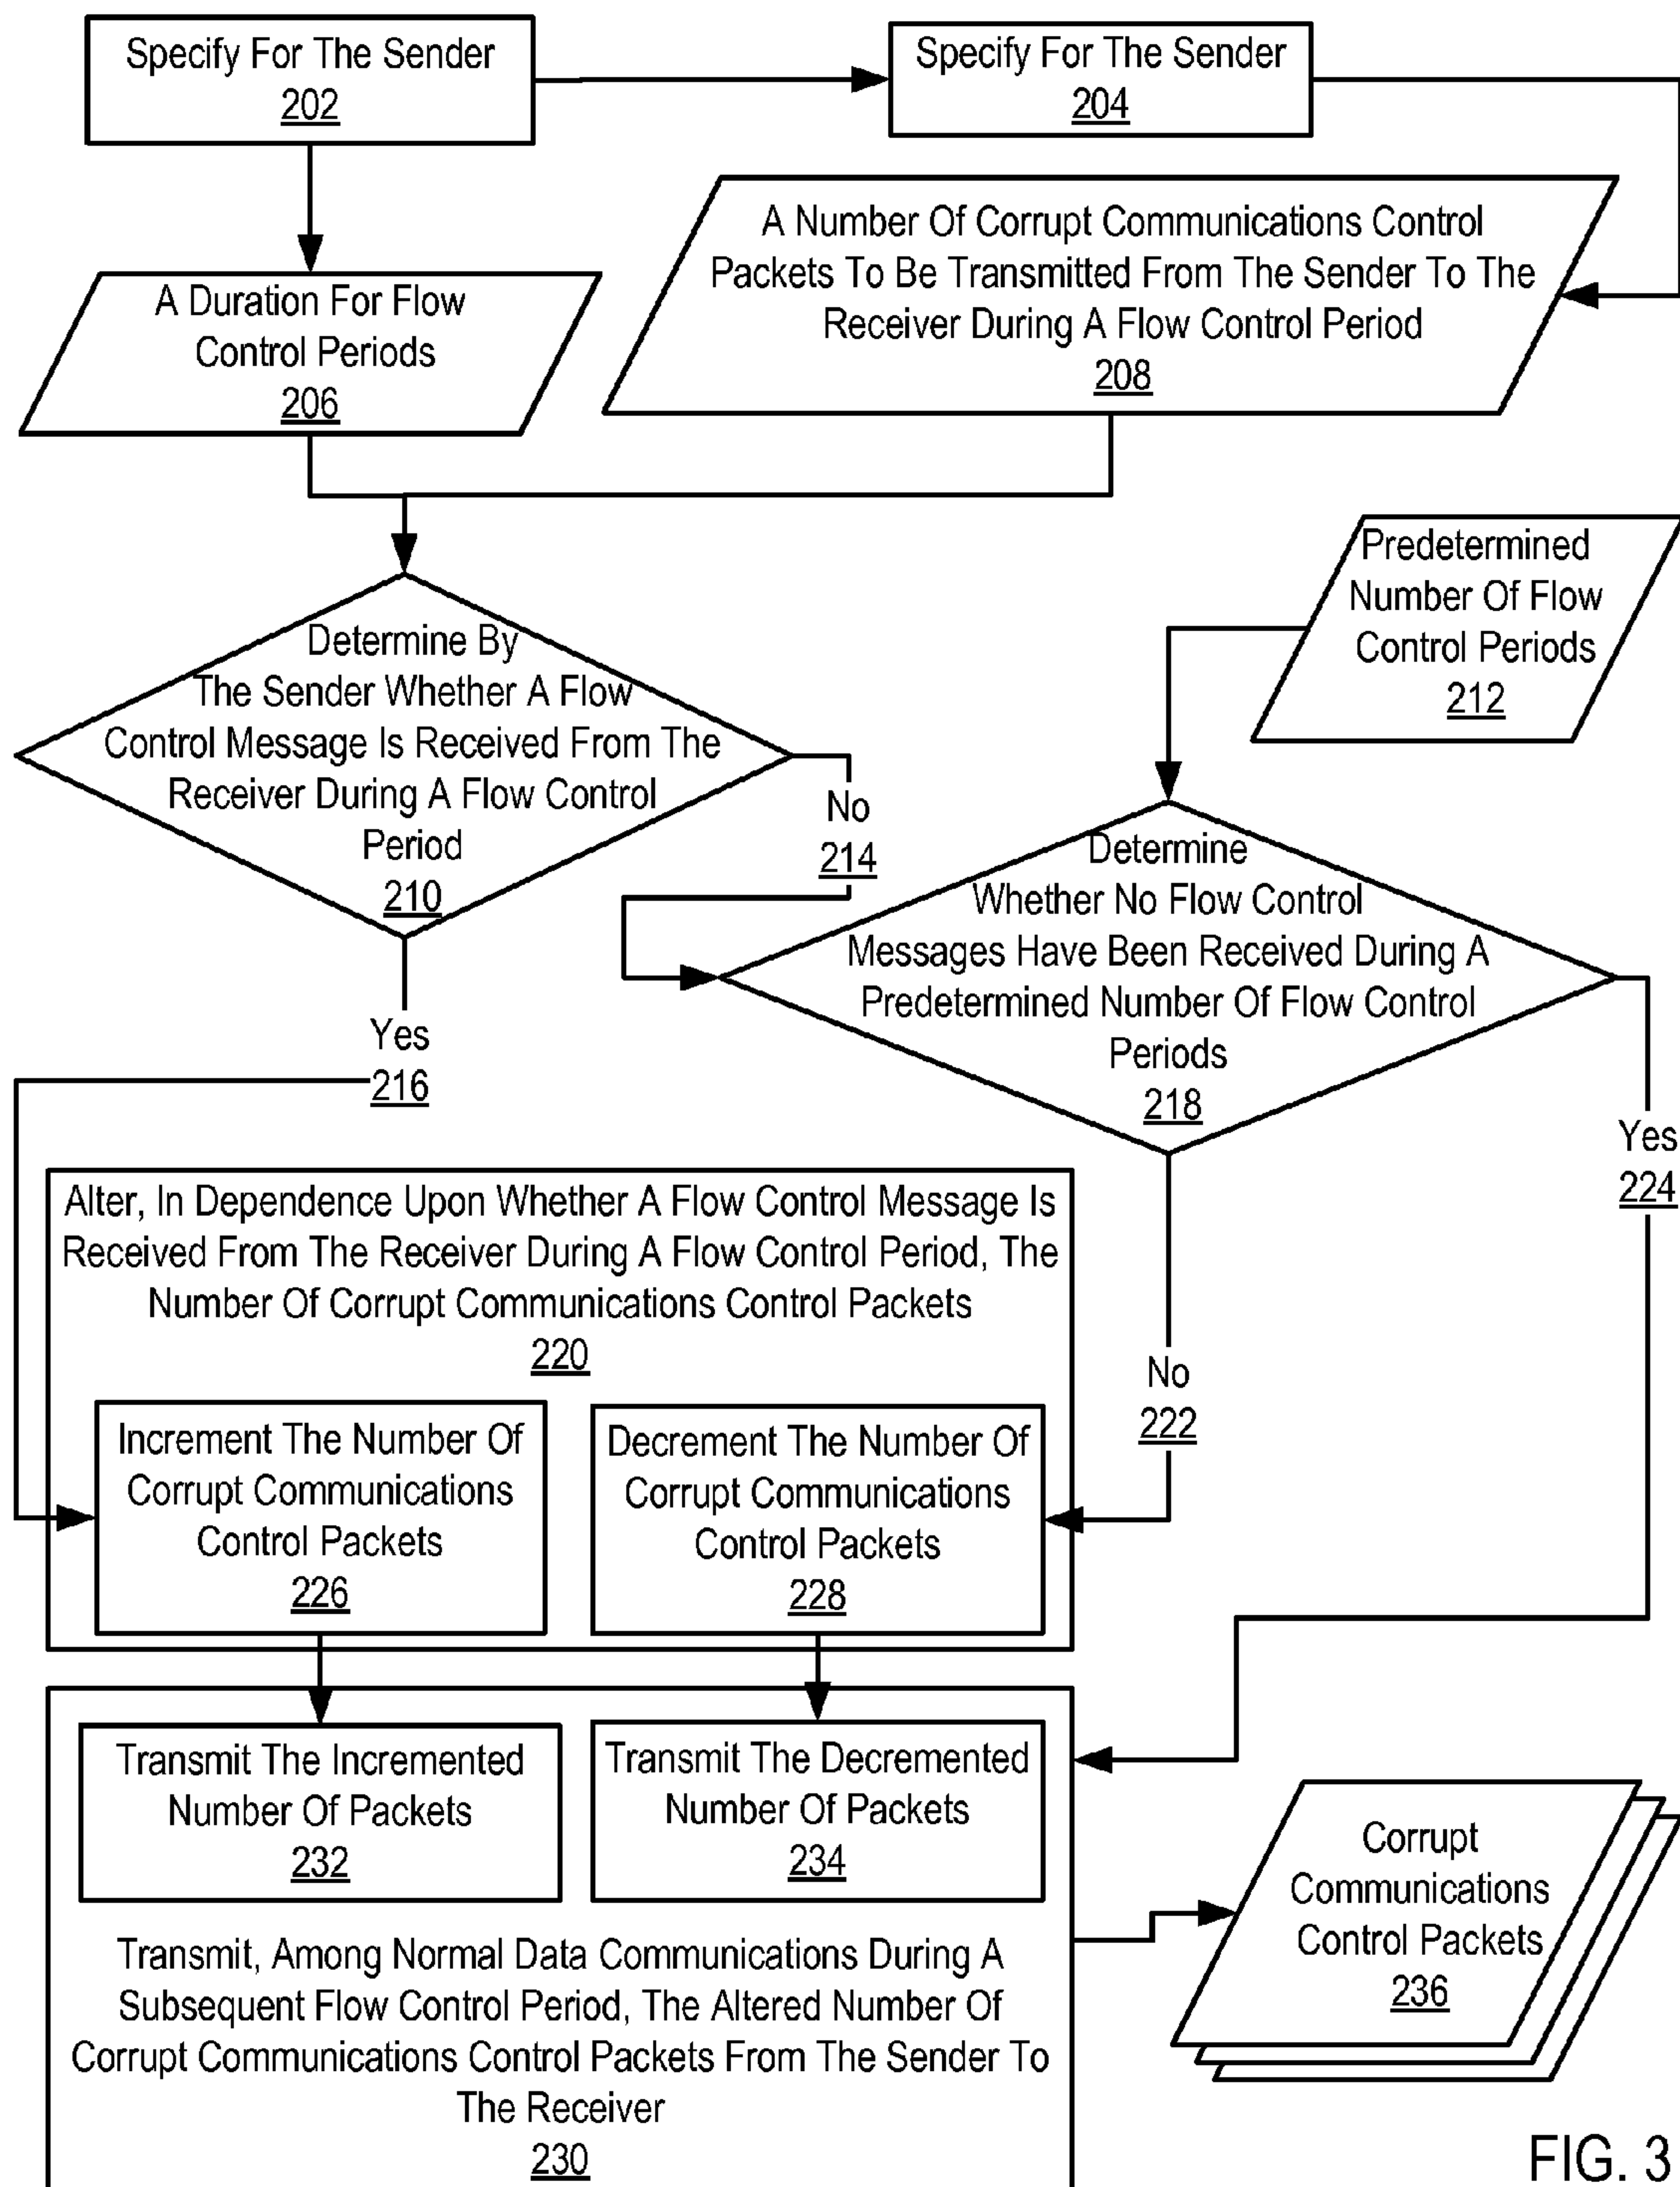 Specify For The Sender
202
Specify For The Sender
204
A Duration For Flow
Control Periods
206
A Number Of Corrupt Communications Control
Packets To Be Transmitted From The Sender To The
Receiver During A Flow Control Period
208
Predetermined
Number Of Flow
Control Periods
212
Determine By
The Sender Whether A Flow
Control Message Is Received From The
Receiver During A Flow Control
Period
210
No
214
Determine
Whether No Flow Control
Messages Have Been Received During A
Predetermined Number Of Flow Control
Periods
218
Yes
216
Yes
224
Alter, In Dependence Upon Whether A Flow Control Message Is
Received From The Receiver During A Flow Control Period, The
Number Of Corrupt Communications Control Packets
220
No
222
Increment The Number Of
Corrupt Communications
Control Packets
226
Decrement The Number Of
Corrupt Communications
Control Packets
228
Transmit The Incremented
Number Of Packets
232
Transmit The Decremented
Number Of Packets
234
Corrupt
Communications
Control Packets
236
Transmit, Among Normal Data Communications During A
Subsequent Flow Control Period, The Altered Number Of
Corrupt Communications Control Packets From The Sender To
The Receiver
230
FIG. 3